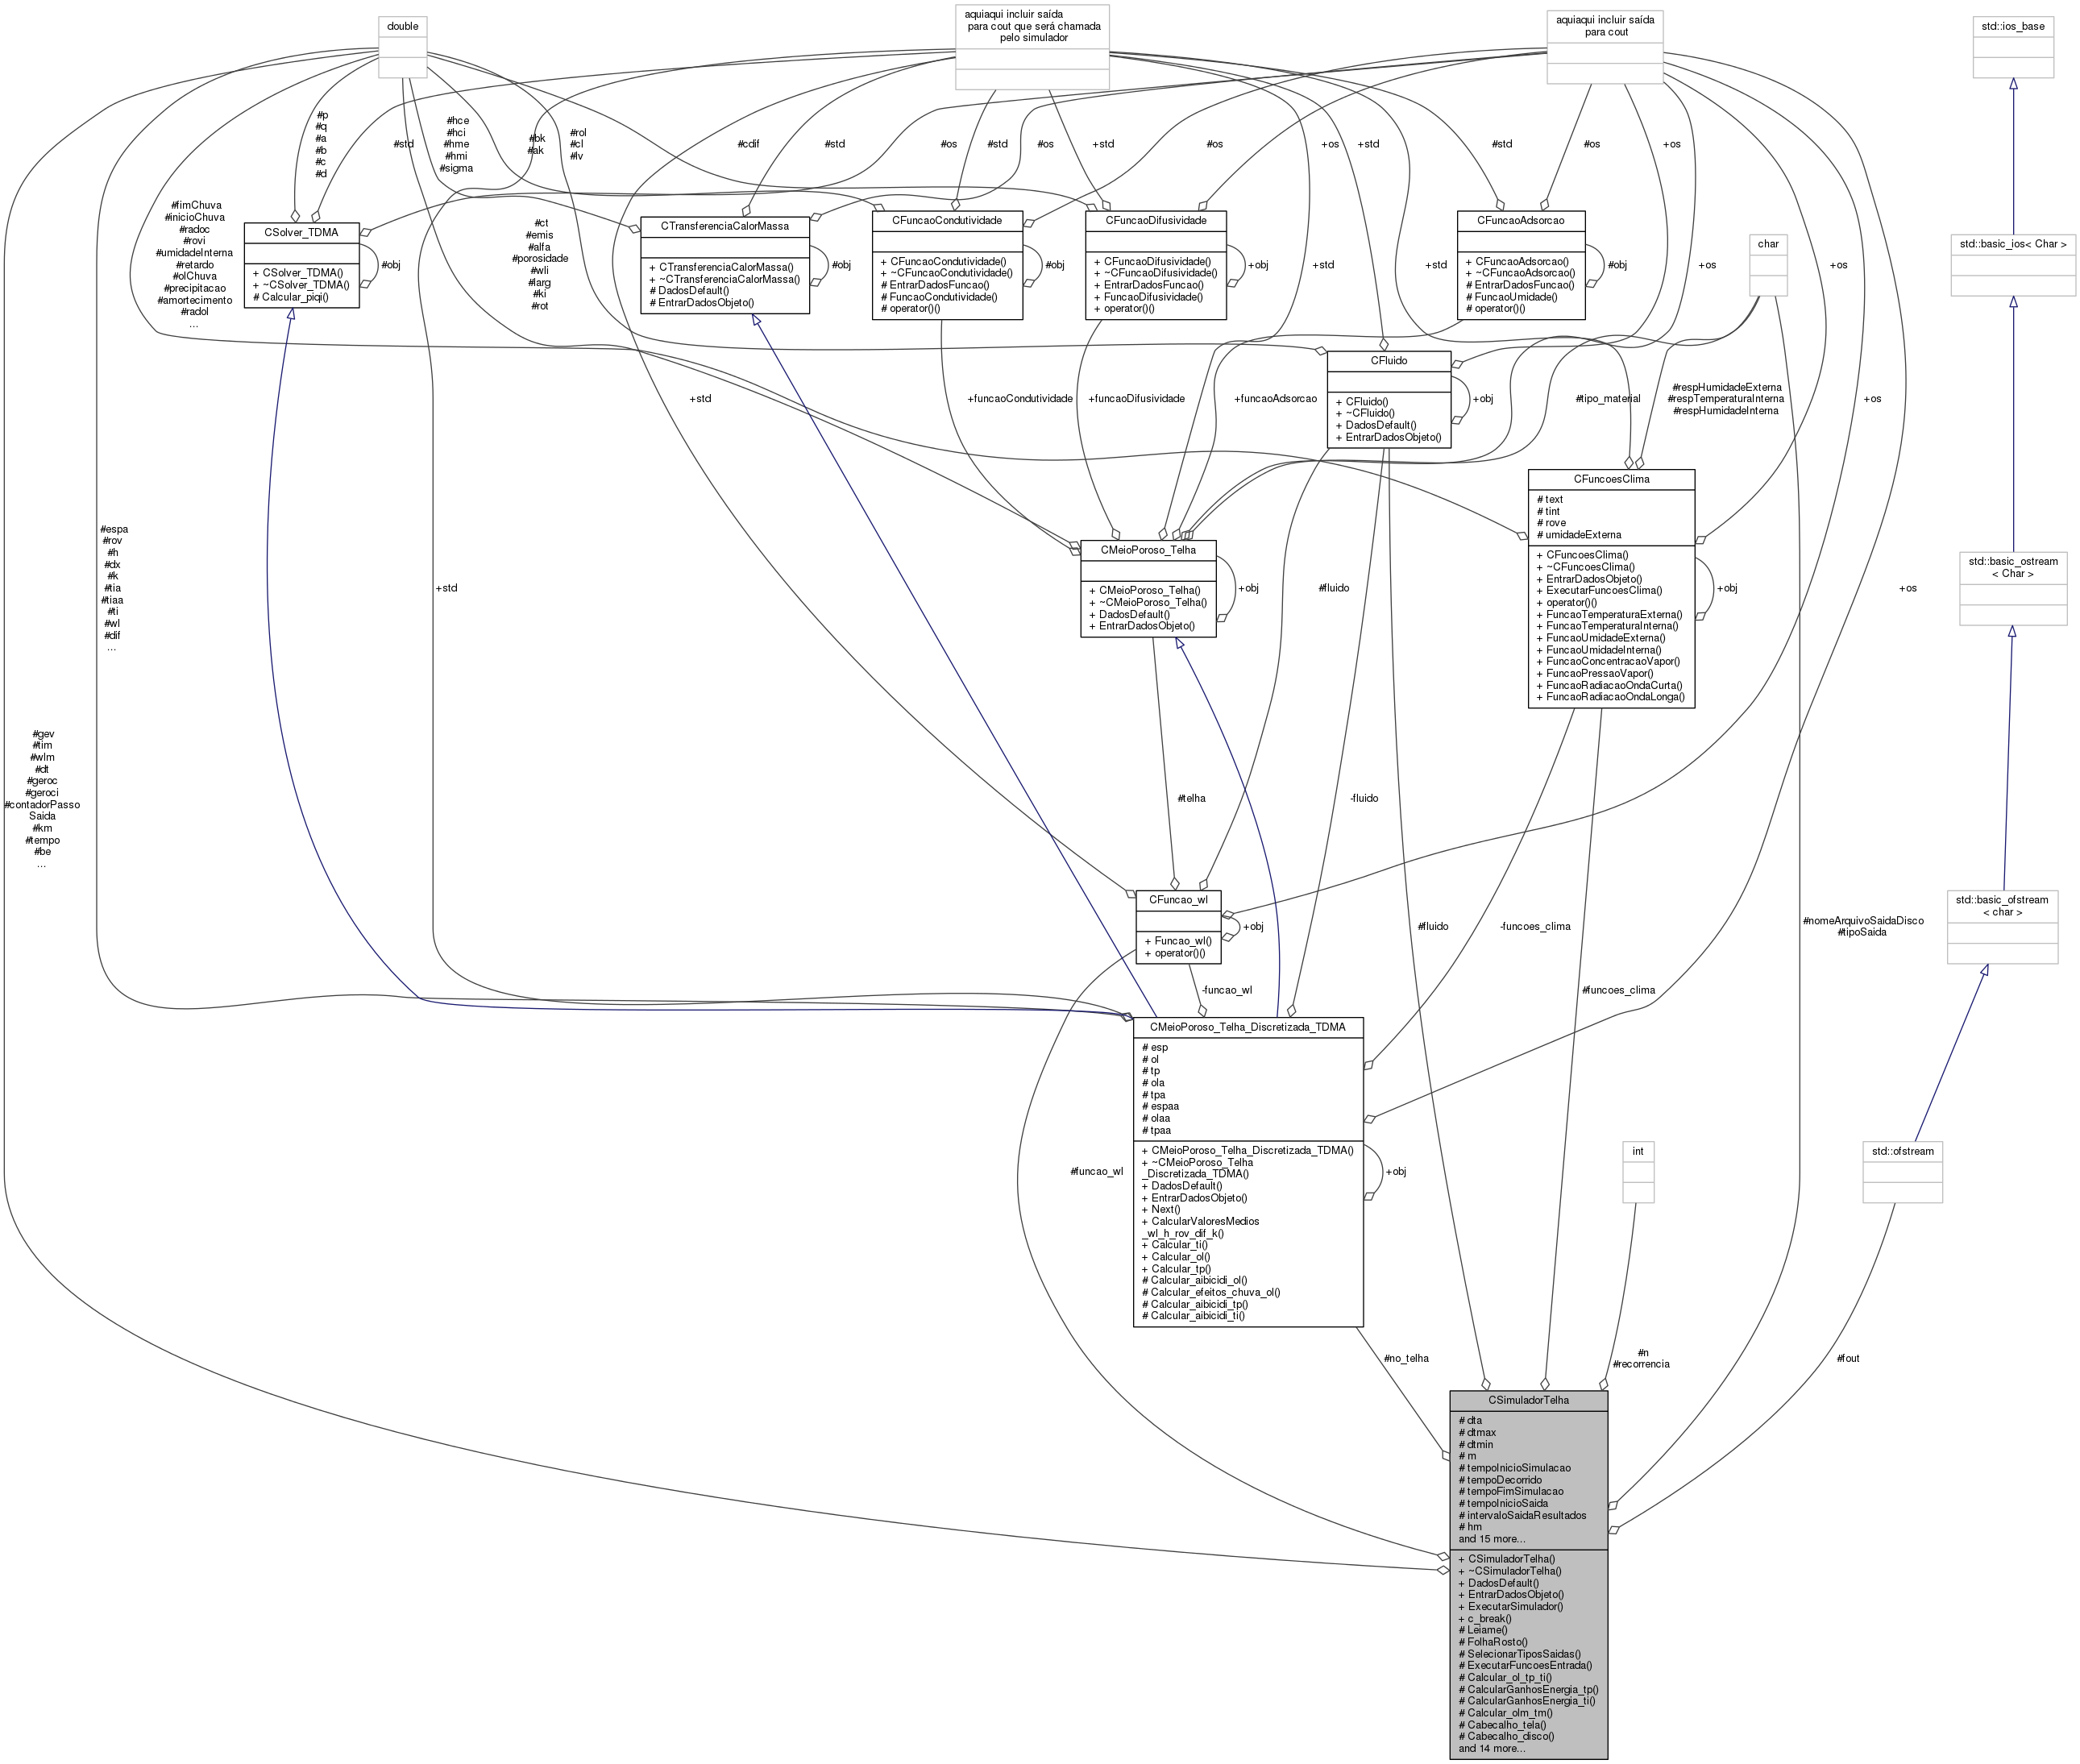 double
aquiaqui incluir saída
para cout que será chamada
pelo simulador
aquiaqui incluir saída
para cout
std::ios_base
#p
#q
#a
#b
#c
#d
#std
#hce
#hci
#hme
#hmi
#sigma
#bk
#ak
#rol
#cl
#lv
#cdif
#std
#os
#std
#os
+std
#os
+os
+std
#std
#os
+os
#fimChuva
#inicioChuva
#radoc
#rovi
#umidadeInterna
#retardo
#olChuva
#precipitacao
#amortecimento
#radol
...
CSolver_TDMA
+ CSolver_TDMA()
+ ~CSolver_TDMA()
# Calcular_piqi()
#obj
#ct
#emis
#alfa
#porosidade
#wli
#larg
#ki
#rot
CTransferenciaCalorMassa
+ CTransferenciaCalorMassa()
+ ~CTransferenciaCalorMassa()
# DadosDefault()
# EntrarDadosObjeto()
#obj
CFuncaoCondutividade
+ CFuncaoCondutividade()
+ ~CFuncaoCondutividade()
# EntrarDadosFuncao()
# FuncaoCondutividade()
# operator()()
#obj
CFuncaoDifusividade
+ CFuncaoDifusividade()
+ ~CFuncaoDifusividade()
+ EntrarDadosFuncao()
+ FuncaoDifusividade()
+ operator()()
+obj
+std
+std
CFuncaoAdsorcao
+ CFuncaoAdsorcao()
+ ~CFuncaoAdsorcao()
# EntrarDadosFuncao()
# FuncaoUmidade()
# operator()()
#obj
+os
char
+os
std::basic_ios< Char >
+std
+funcaoCondutividade
+funcaoDifusividade
+funcaoAdsorcao
CFluido
+ CFluido()
+ ~CFluido()
+ DadosDefault()
+ EntrarDadosObjeto()
+obj
#tipo_material
#respHumidadeExterna
#respTemperaturaInterna
#respHumidadeInterna
+os
#espa
#rov
#h
#dx
#k
#tia
#tiaa
#ti
#wl
#dif
...
+std
CMeioPoroso_Telha
+ CMeioPoroso_Telha()
+ ~CMeioPoroso_Telha()
+ DadosDefault()
+ EntrarDadosObjeto()
+obj
#fluido
CFuncoesClima
# text
# tint
# rove
# umidadeExterna
+ CFuncoesClima()
+ ~CFuncoesClima()
+ EntrarDadosObjeto()
+ ExecutarFuncoesClima()
+ operator()()
+ FuncaoTemperaturaExterna()
+ FuncaoTemperaturaInterna()
+ FuncaoUmidadeExterna()
+ FuncaoUmidadeInterna()
+ FuncaoConcentracaoVapor()
+ FuncaoPressaoVapor()
+ FuncaoRadiacaoOndaCurta()
+ FuncaoRadiacaoOndaLonga()
+obj
+os
std::basic_ostream
< Char >
#gev
#tim
#wlm
#dt
#geroc
#geroci
#contadorPasso
Saida
#km
#tempo
#be
...
#telha
-fluido
CFuncao_wl
+ Funcao_wl()
+ operator()()
+obj
#fluido
-funcoes_clima
#nomeArquivoSaidaDisco
#tipoSaida
std::basic_ofstream
< char >
-funcao_wl
#funcoes_clima
CMeioPoroso_Telha_Discretizada_TDMA
# esp
# ol
# tp
# ola
# tpa
# espaa
# olaa
# tpaa
+ CMeioPoroso_Telha_Discretizada_TDMA()
+ ~CMeioPoroso_Telha
_Discretizada_TDMA()
+ DadosDefault()
+ EntrarDadosObjeto()
+ Next()
+ CalcularValoresMedios
_wl_h_rov_dif_k()
+ Calcular_ti()
+ Calcular_ol()
+ Calcular_tp()
# Calcular_aibicidi_ol()
# Calcular_efeitos_chuva_ol()
# Calcular_aibicidi_tp()
# Calcular_aibicidi_ti()
+obj
#funcao_wl
int
std::ofstream
#no_telha
#n
#recorrencia
#fout
CSimuladorTelha
# dta
# dtmax
# dtmin
# m
# tempoInicioSimulacao
# tempoDecorrido
# tempoFimSimulacao
# tempoInicioSaida
# intervaloSaidaResultados
# hm
and 15 more...
+ CSimuladorTelha()
+ ~CSimuladorTelha()
+ DadosDefault()
+ EntrarDadosObjeto()
+ ExecutarSimulador()
+ c_break()
# Leiame()
# FolhaRosto()
# SelecionarTiposSaidas()
# ExecutarFuncoesEntrada()
# Calcular_ol_tp_ti()
# CalcularGanhosEnergia_tp()
# CalcularGanhosEnergia_ti()
# Calcular_olm_tm()
# Cabecalho_tela()
# Cabecalho_disco()
and 14 more...